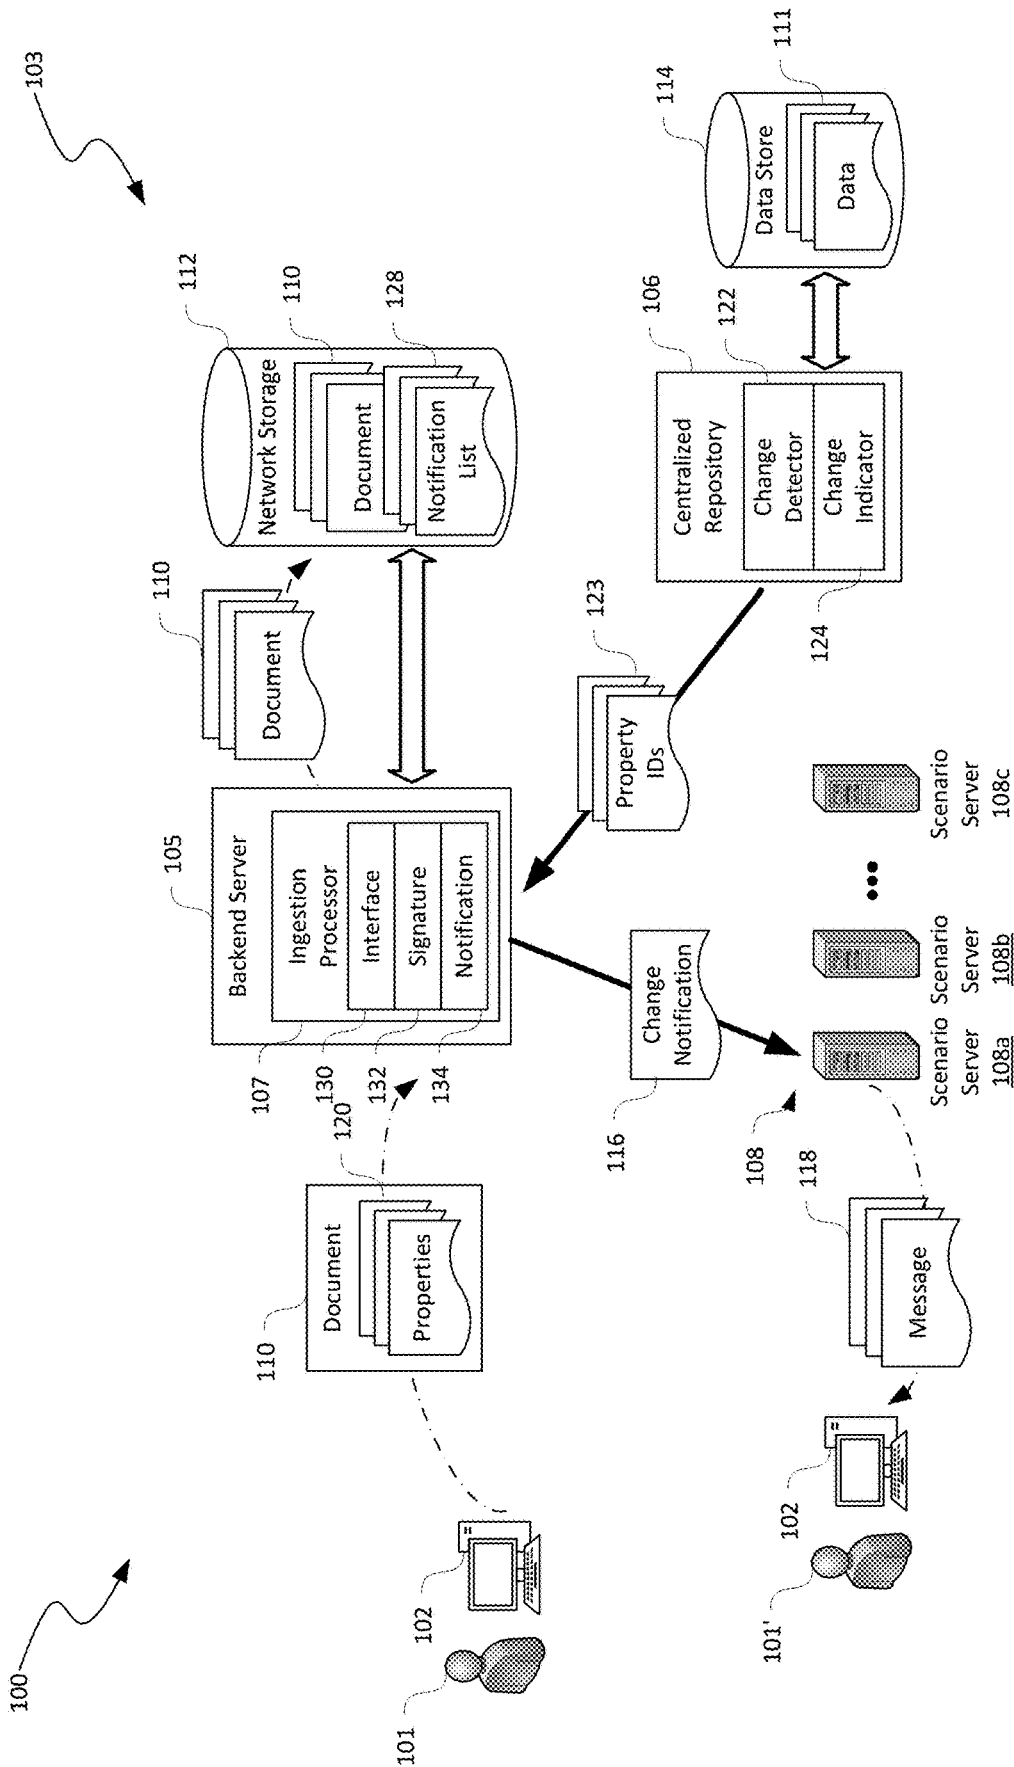 100
103
101
102
110
Document
Properties
120
105
Backend Server
Ingestion
Processor
Interface
Signature
Notification
107
130
132
134
110
Document
112
Network Storage
110
Document
128
Notification
List
101'
102
118
Message
108
116
Change
Notification
Scenario
Server
108a
Scenario
Server
108b
Scenario
Server
108c
123
Property
IDs
106
Centralized
Repository
122
Change
Detector
Change
Indicator
124
114
Data Store
111
Data